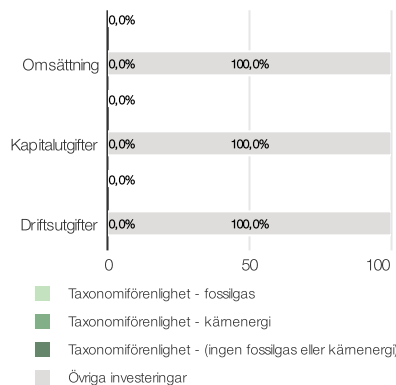 0,0%
Omsättning 0,0% 100,0%
0,0%
Kapitalutgifter 0,0% 100,0%
0,0%
Driftsutgifter 0,0% 100,0%
0 50 100
Taxonomiförenlighet - fossilgas
Taxonomiförenlighet - kärnenergi
Taxonomiförenlighet - (ingen fossilgas eller kärnenergi)
Övriga investeringar